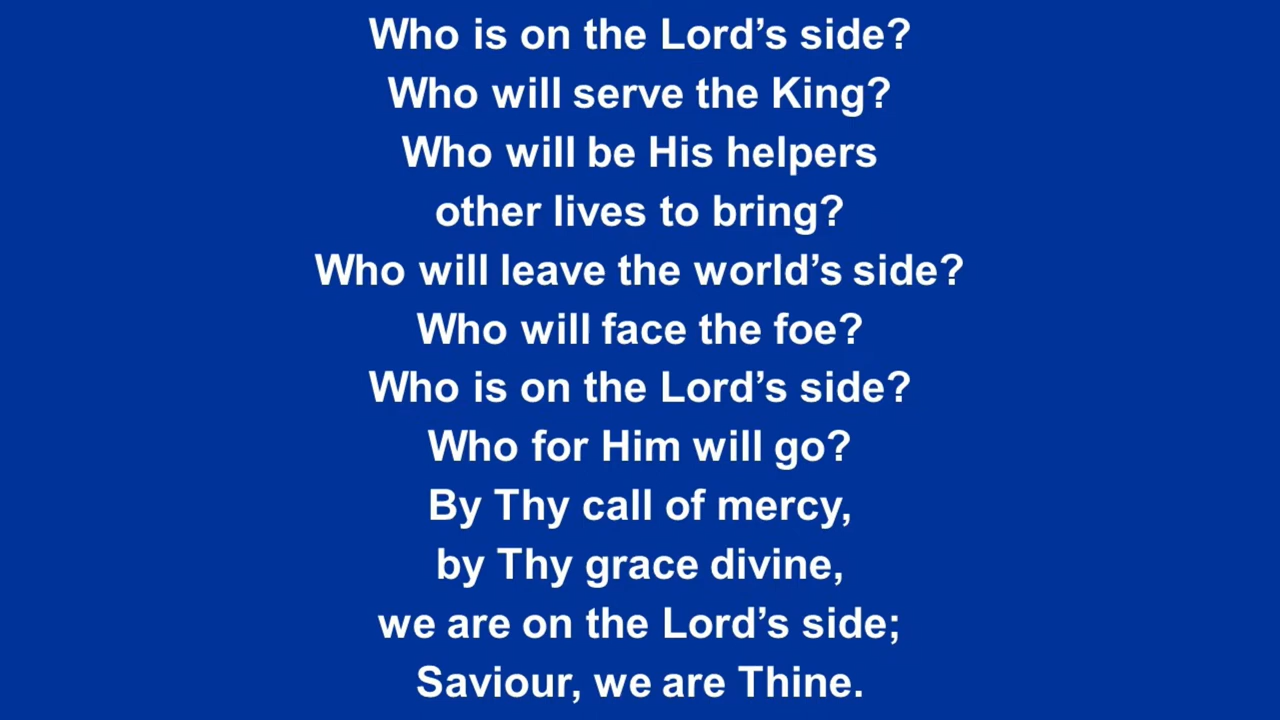 Who is on the Lord’s side?
Who will serve the King?
Who will be His helpers
other lives to bring?
Who will leave the world’s side?
Who will face the foe?
Who is on the Lord’s side?
Who for Him will go?
By Thy call of mercy,
by Thy grace divine,
we are on the Lord’s side;
Saviour, we are Thine.